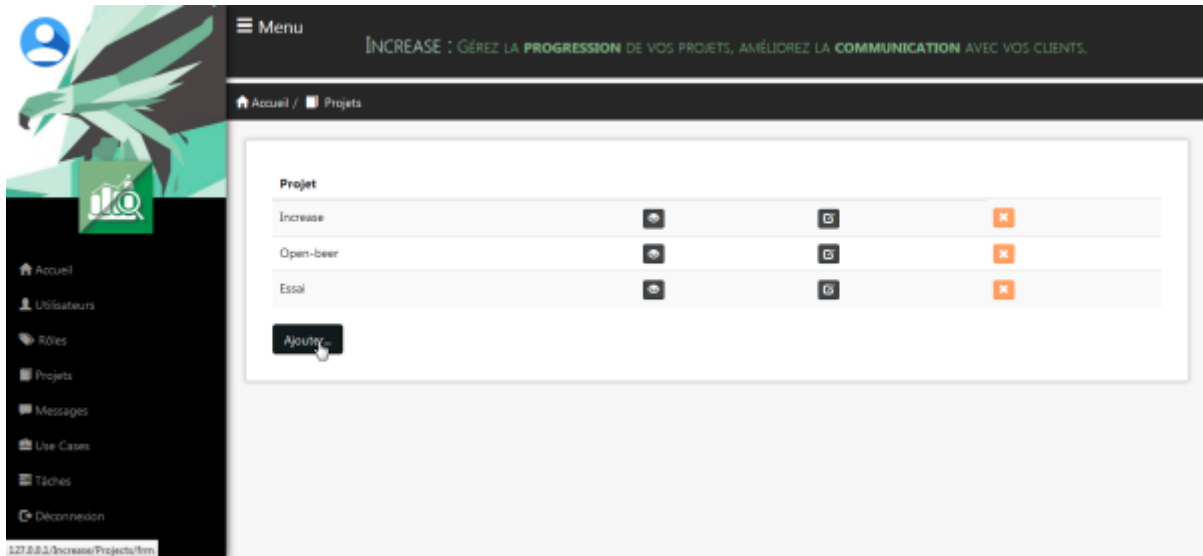 Menu
INCREASE : GÉREZ LA PROGRESSION DE VOS PROJETS, AMÉLIOREZ LA COMMUNICATION AVEC VOS CLIENTS.
Accueil / Projets
Projet
Increase
Open-beer
Essai
Ajouter...
Accueil
Utilisateurs
Rôles
Projets
Messages
Use Cases
Tâches
Déconnexion
127.0.0.1/Increase/Projects/frm